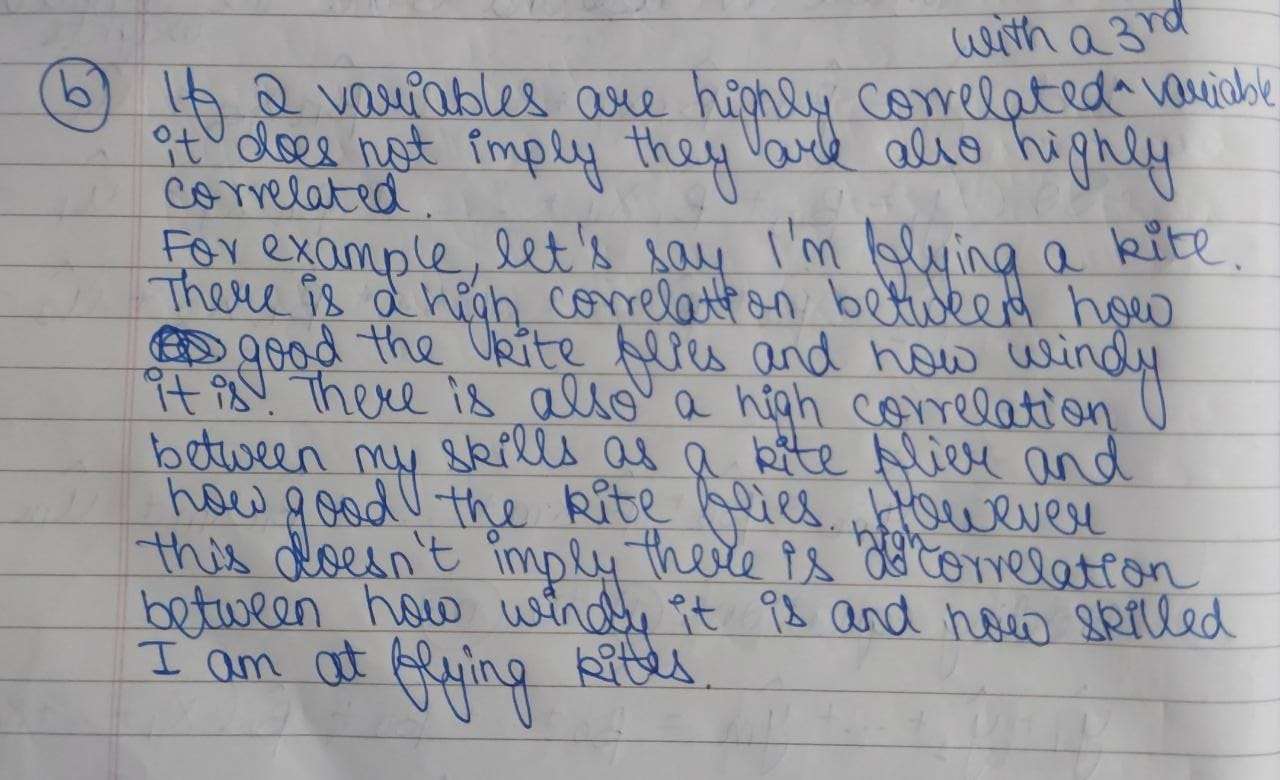 with a 3rd
b If 2 variables are highly correlated ^ variable
it does not imply they are also highly
correlated.
For example, let's say I'm flying a kite.
There is a high correlation between how
good the kite flies and how windy
it is. There is also a high correlation
between my skills as a kite flier and
how good the kite flies. However
high
this doesn't imply there is a correlation
between how windy it is and how skilled
I am at flying kites.